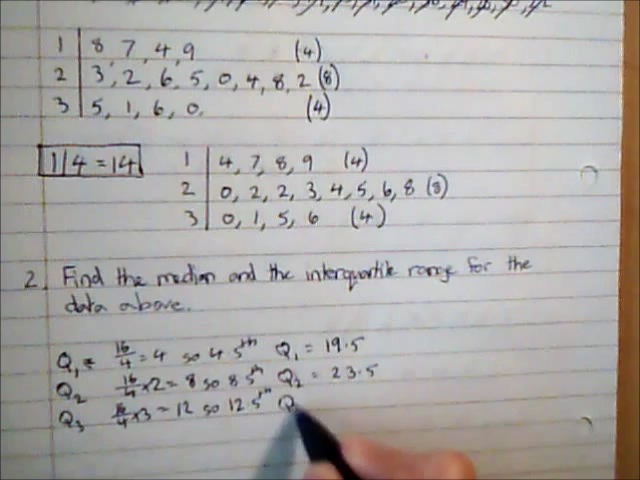 1 | 8, 7, 4, 9 (4)
2 | 3, 2, 6, 5, 0, 4, 8, 2 (8)
3 | 5, 1, 6, 0, (4)
1|4 = 14
1 | 4, 7, 8, 9 (4)
2 | 0, 2, 2, 3, 4, 5, 6, 8 (8)
3 | 0, 1, 5, 6 (4)
2. Find the median and the interquartile range for the
data above.
Q₁ = 16/4 = 4 so 4.5th Q₁ = 19.5
Q₂ 16/4 × 2 = 8 so 8.5th Q₂ = 23.5
Q₃ 16/4 × 3 = 12 so 12.5th Q